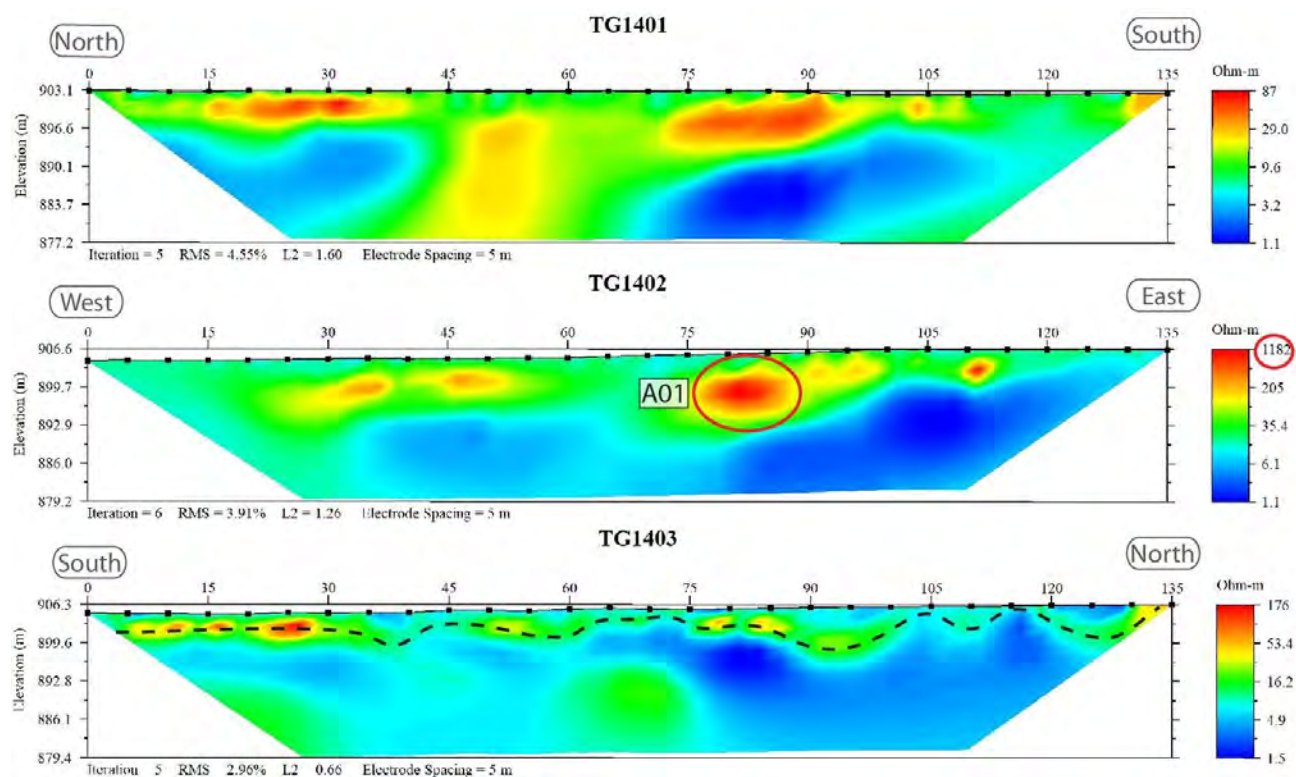 TG1401
North
South
0 15 30 45 60 75 90 105 120 135
Ohm-m
903.1
896.6
890.1
883.7
877.2
Elevation (m)
87
29.0
9.6
3.2
1.1
Iteration = 5 RMS = 4.55% L2 = 1.60 Electrode Spacing = 5 m
TG1402
West
East
0 15 30 45 60 75 90 105 120 135
Ohm-m
906.6
899.7
892.9
886.0
879.2
Elevation (m)
A01
1182
205
35.4
6.1
1.1
Iteration = 6 RMS = 3.91% L2 = 1.26 Electrode Spacing = 5 m
TG1403
South
North
0 15 30 45 60 75 90 105 120 135
Ohm-m
906.3
899.6
892.8
886.1
879.4
Elevation (m)
176
53.4
16.2
4.9
1.5
Iteration 5 RMS 2.96% L2 0.66 Electrode Spacing = 5 m